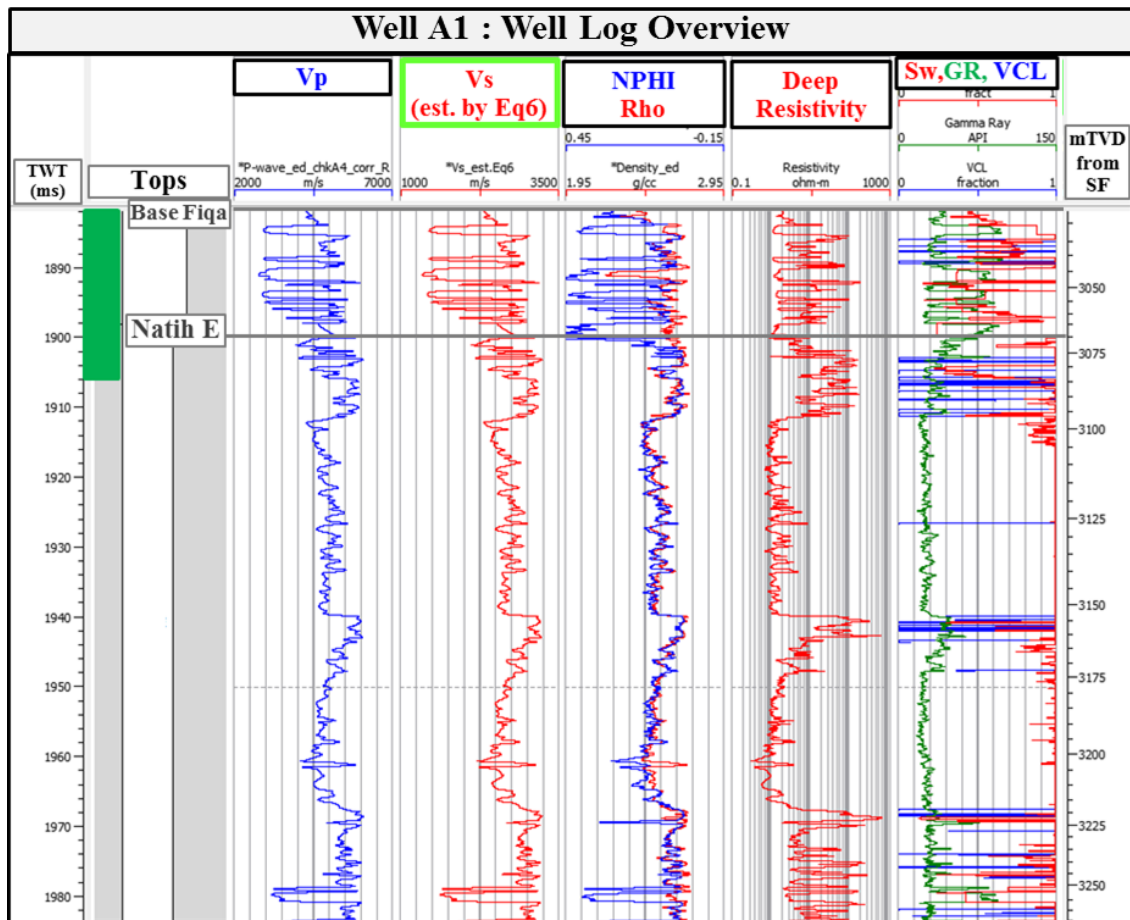 Well A1 : Well Log Overview
Vp
Vs
(est. by Eq6)
NPHI
Rho
Deep
Resistivity
Sw,GR, VCL
0 fract 1
Gamma Ray
0 API 150
VCL
0 fraction 1
0.45 -0.15
*P-wave_ed_chkA4_corr_R
2000 m/s 7000
*Vs_est.Eq6
1000 m/s 3500
*Density_ed
1.95 g/cc 2.95
Resistivity
0.1 ohm-m 1000
TWT
(ms)
Tops
mTVD
from
SF
Base Fiqa
Natih E
1890
1900
1910
1920
1930
1940
1950
1960
1970
1980
3050
3075
3100
3125
3150
3175
3200
3225
3250